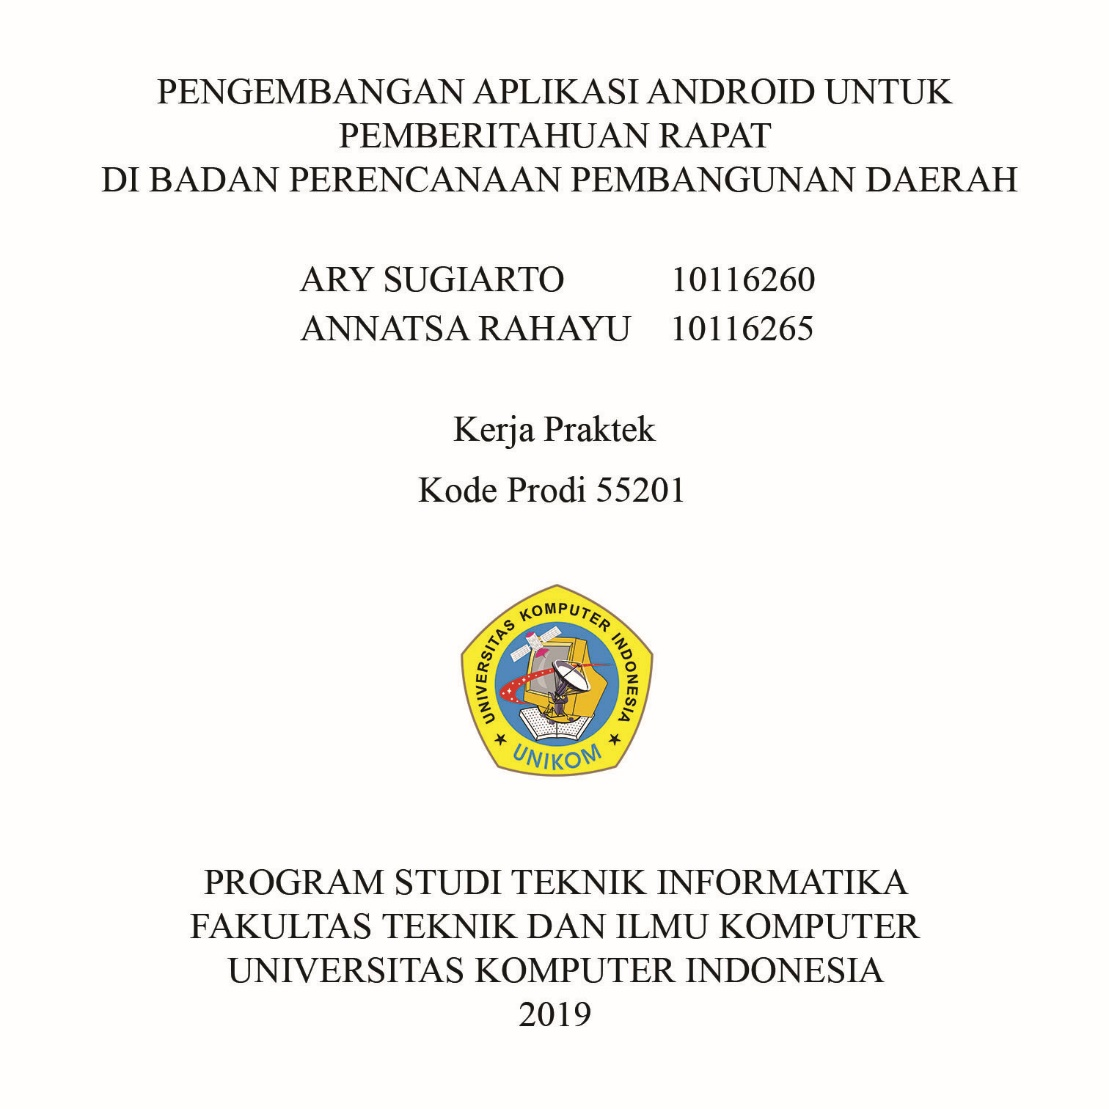 PENGEMBANGAN APLIKASI ANDROID UNTUK
PEMBERITAHUAN RAPAT
DI BADAN PERENCANAAN PEMBANGUNAN DAERAH
ARY SUGIARTO 10116260
ANNATSA RAHAYU 10116265
Kerja Praktek
Kode Prodi 55201
UNIVERSITAS KOMPUTER INDONESIA
UNIKOM
PROGRAM STUDI TEKNIK INFORMATIKA
FAKULTAS TEKNIK DAN ILMU KOMPUTER
UNIVERSITAS KOMPUTER INDONESIA
2019